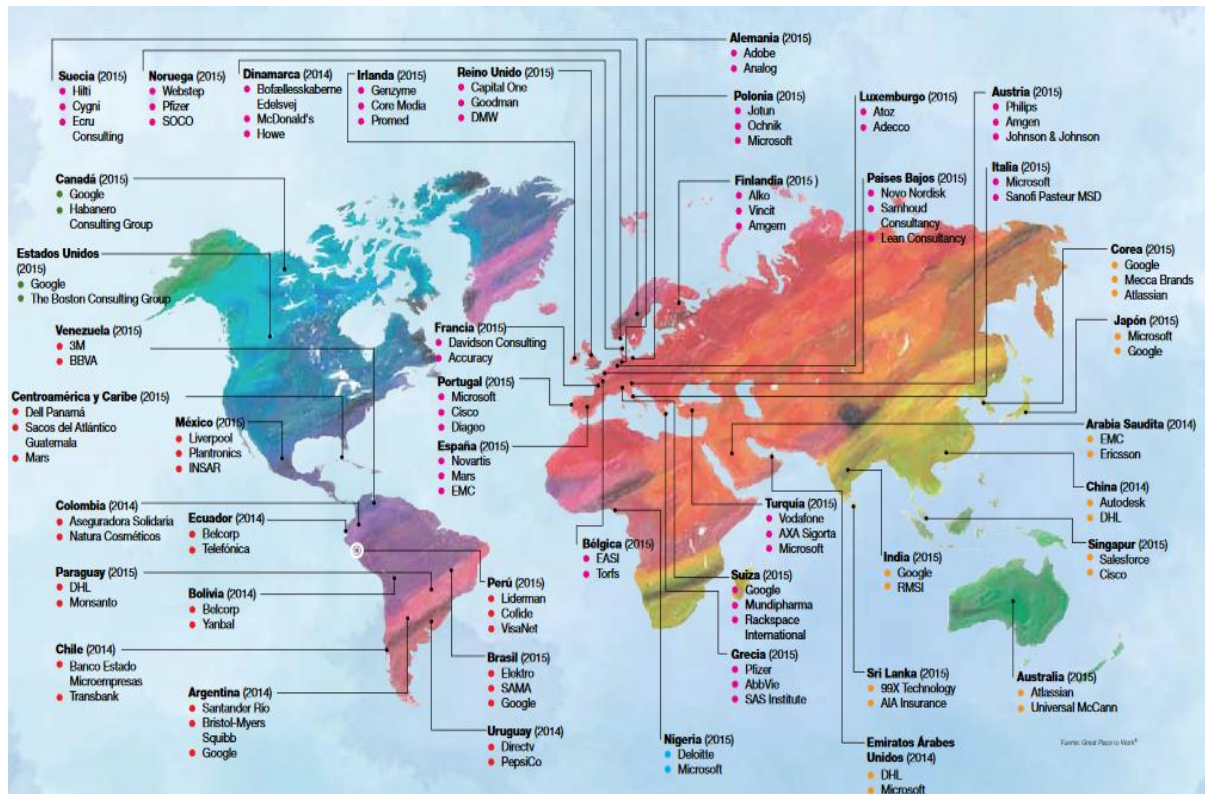 Suecia (2015)
Hilti
Cygni
Ecru
Consulting
Noruega (2015)
Webstep
Pfizer
SOCO
Dinamarca (2014)
Bofællesskaberne
Edelsvej
McDonald's
Howe
Irlanda (2015)
Genzyme
Core Media
Promed
Reino Unido (2015)
Capital One
Goodman
DMW
Alemania (2015)
Adobe
Analog
Polonia (2015)
Jotun
Ochnik
Microsoft
Luxemburgo (2015)
Atoz
Adecco
Austria (2015)
Philips
Amgen
Johnson & Johnson
Canadá (2015)
Google
Habanero
Consulting Group
Finlandia (2015 )
Alko
Vincit
Amgern
Países Bajos (2015)
Novo Nordisk
Samhoud
Consultancy
Lean Consultancy
Italia (2015)
Microsoft
Sanofi Pasteur MSD
Estados Unidos
(2015)
Google
The Boston Consulting Group
Corea (2015)
Google
Mecca Brands
Atlassian
Venezuela (2015)
3M
BBVA
Francia (2015)
Davidson Consulting
Accuracy
Japón (2015)
Microsoft
Google
Centroamérica y Caribe (2015)
Dell Panamá
Sacos del Atlántico
Guatemala
Mars
México (2015)
Liverpool
Plantronics
INSAR
Portugal (2015)
Microsoft
Cisco
Diageo
España (2015)
Novartis
Mars
EMC
Arabia Saudita (2014)
EMC
Ericsson
China (2014)
Autodesk
DHL
Colombia (2014)
Aseguradora Solidaria
Natura Cosméticos
Ecuador (2014)
Belcorp
Telefónica
Turquía (2015)
Vodafone
AXA Sigorta
Microsoft
Bélgica (2015)
EASI
Torfs
India (2015)
Google
RMSI
Singapur (2015)
Salesforce
Cisco
Paraguay (2015)
DHL
Monsanto
Bolivia (2014)
Belcorp
Yanbal
Perú (2015)
Liderman
Cofide
VisaNet
Suiza (2015)
Google
Mundipharma
Rackspace
International
Chile (2014)
Banco Estado
Microempresas
Transbank
Argentina (2014)
Santander Río
Bristol-Myers
Squibb
Google
Brasil (2015)
Elektro
SAMA
Google
Grecia (2015)
Pfizer
AbbVie
SAS Institute
Sri Lanka (2015)
99X Technology
AIA Insurance
Australia (2015)
Atlassian
Universal McCann
Uruguay (2014)
Directv
PepsiCo
Nigeria (2015)
Deloitte
Microsoft
Emiratos Árabes
Unidos (2014)
DHL
Microsoft
Fuente: Great Place to Work®